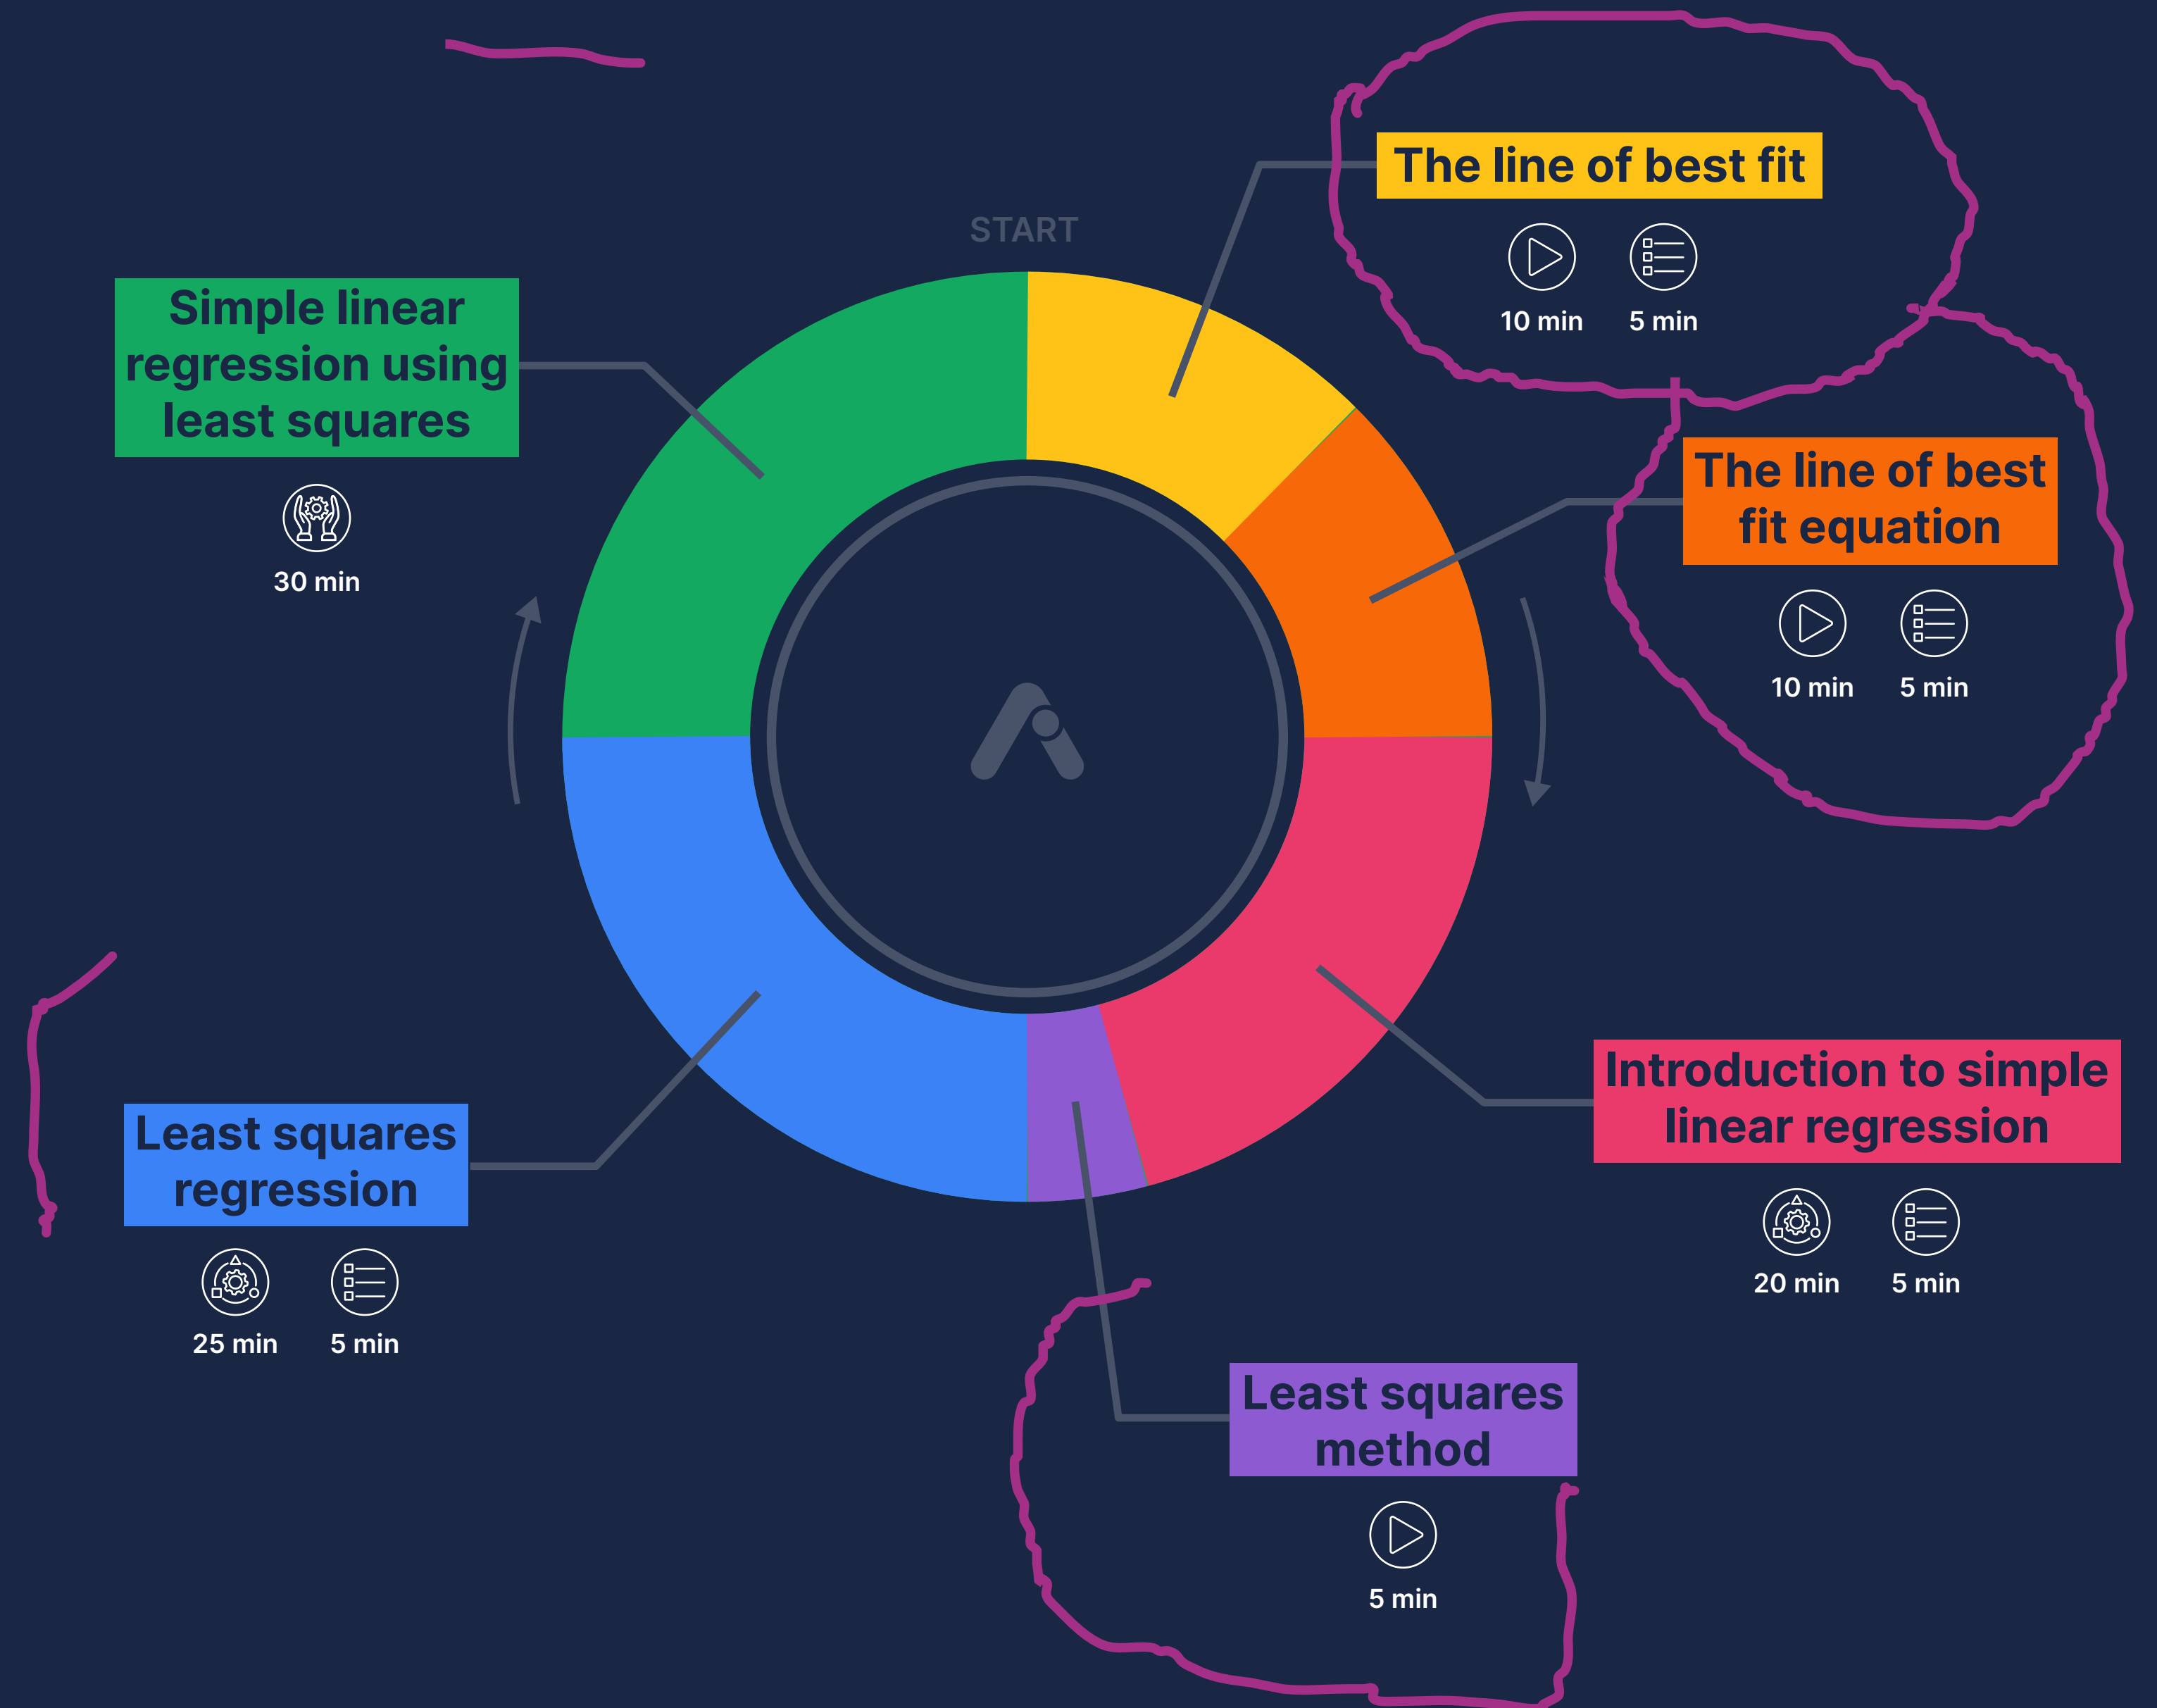 START
The line of best fit
10 min 5 min
The line of best
fit equation
10 min 5 min
Introduction to simple
linear regression
20 min 5 min
Least squares
method
5 min
Least squares
regression
25 min 5 min
Simple linear
regression using
least squares
30 min